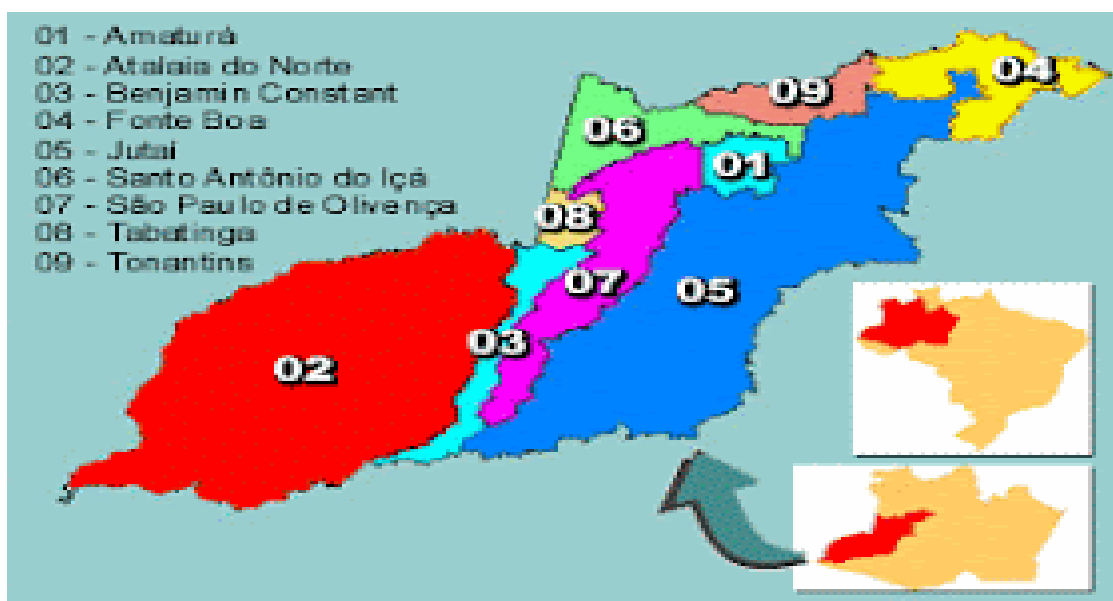 01 - Amaturá
02 - Atalaia do Norte
03 - Benjamin Constant
04 - Fonte Boa
05 - Jutaí
06 - Santo Antônio do Içá
07 - São Paulo de Olivença
08 - Tabatinga
09 - Tonantins
04
09
06
01
08
07
05
03
02